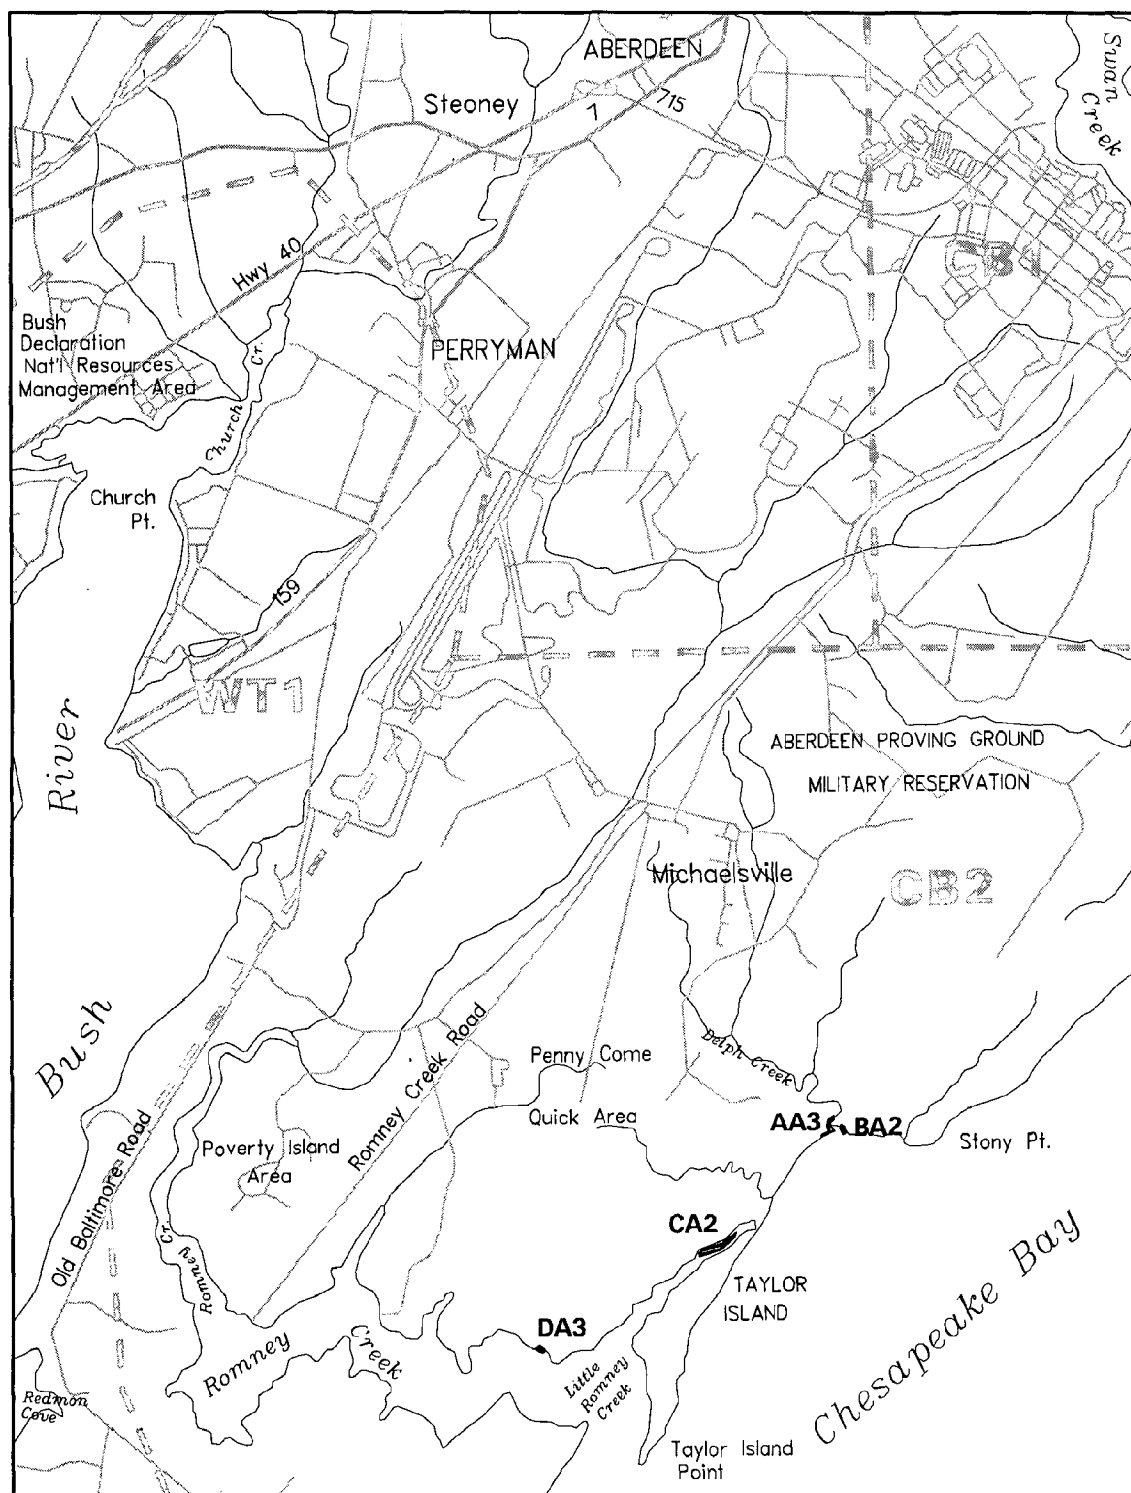 ABERDEEN
Swan
Creek
Steoney
715
1
Hwy 40
Bush
Declaration
Nat'l Resources
Management Area
PERRYMAN
Church Cr.
Church
Pt.
159
WT1
River
ABERDEEN PROVING GROUND
MILITARY RESERVATION
Michaelsville
CB2
Bush
Delph Creek
Penny Come
Quick Area
Romney Creek Road
AA3
BA2
Stony Pt.
Poverty Island
Area
Old Baltimore Road
Romney Cr.
CA2
TAYLOR
ISLAND
DA3
Romney Creek
Little
Romney
Creek
Redmon
Cove
Chesapeake Bay
Taylor Island
Point